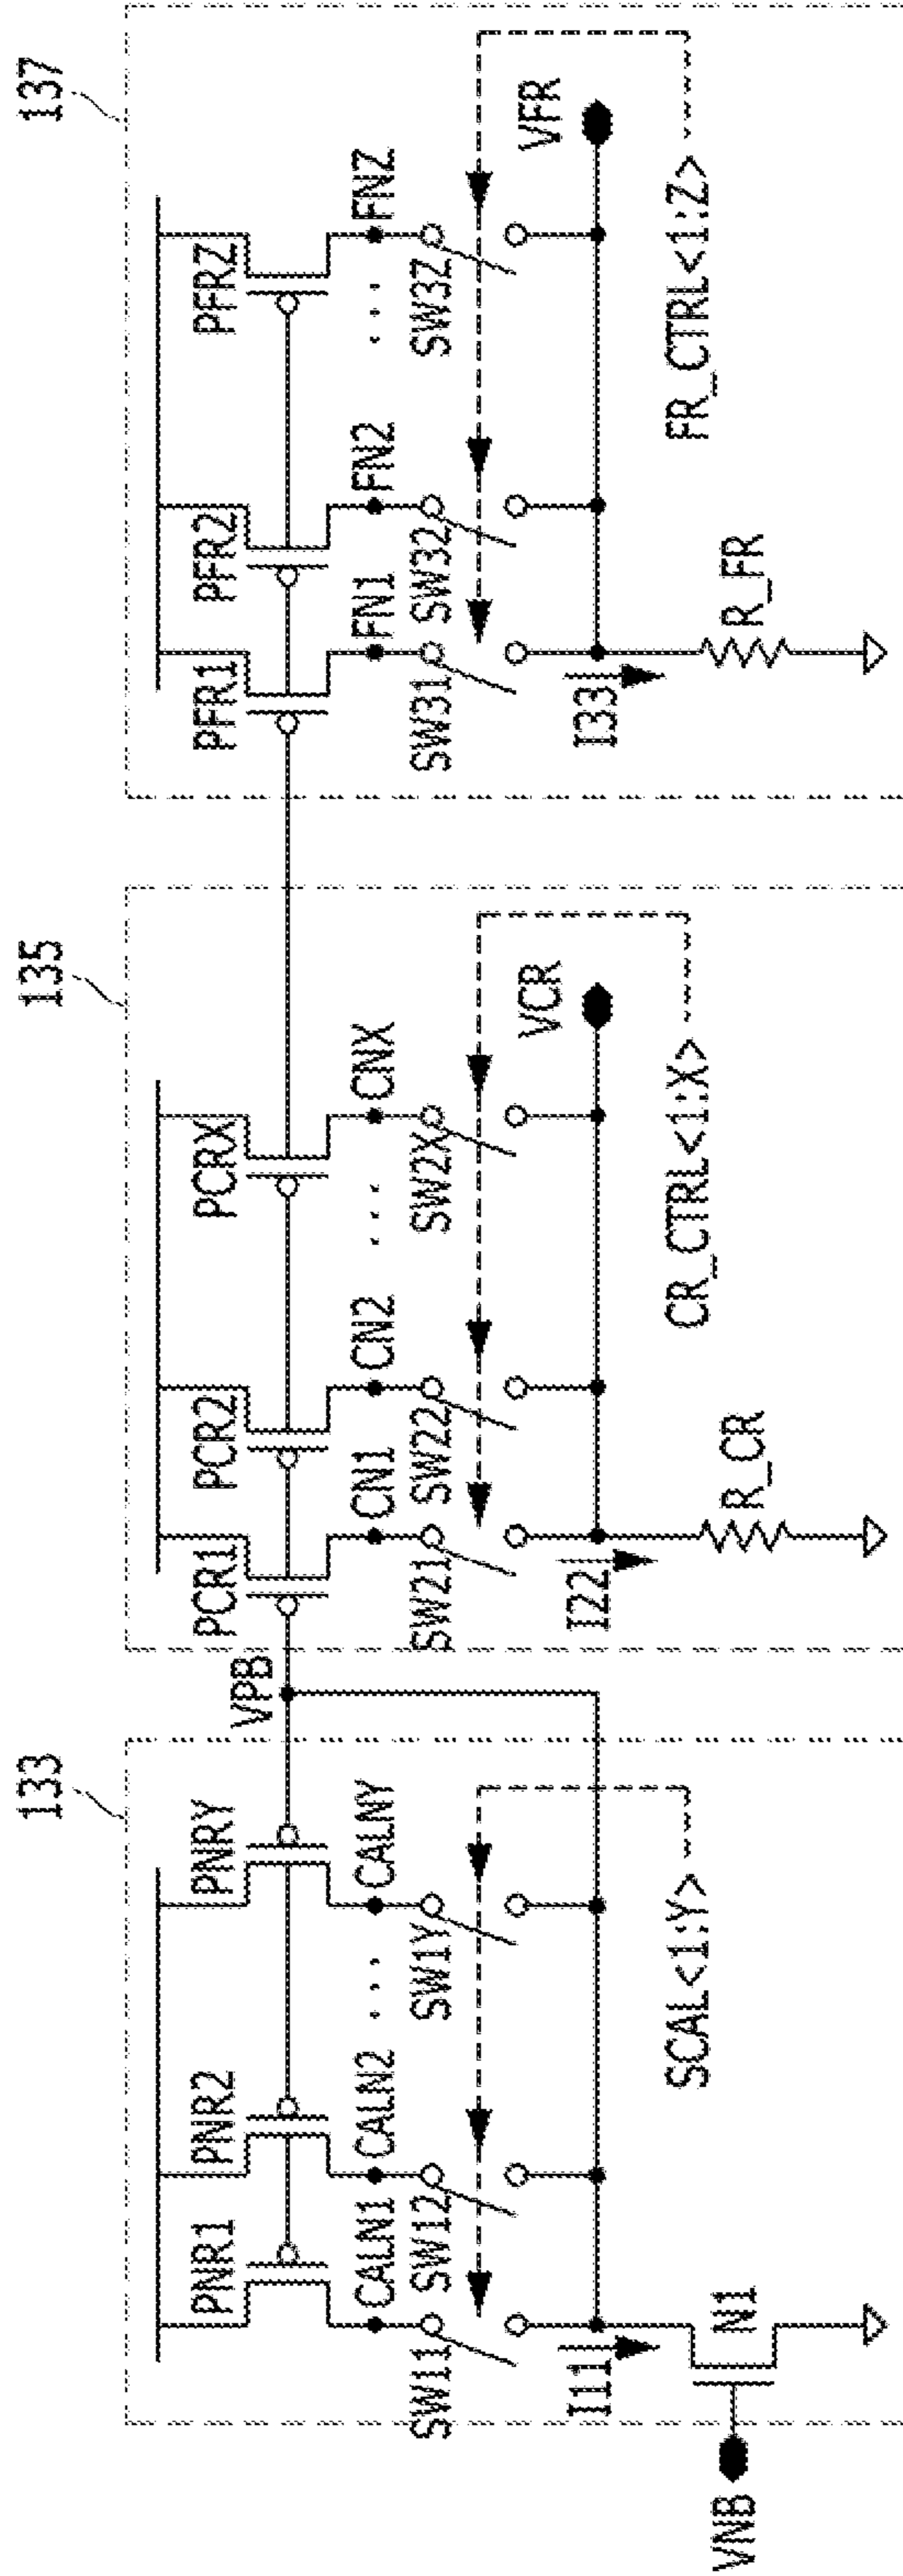 133
135
137
PNR1
PNR2
PNRY
VPB
PCR1
PCR2
PCRX
PFR1
PFR2
PFRZ
CALN1
CALN2
...
CALNY
CN1
CN2
...
CNX
FN1
FN2
...
FNZ
SW11
SW12
SW1Y
SW21
SW22
SW2X
SW31
SW32
SW3Z
I11
I22
VCR
I33
VFR
VNB
N1
SCAL<1:Y>
R_CR
CR_CTRL<1:X>
R_FR
FR_CTRL<1:Z>